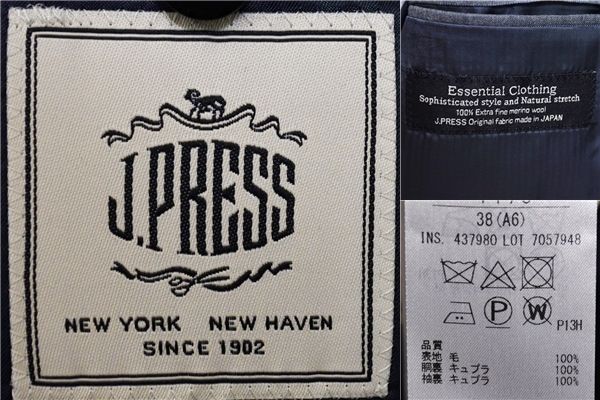 J.PRESS
NEW YORK NEW HAVEN
SINCE 1902
Essential Clothing
Sophisticated style and Natural stretch
100% Extra fine merino wool
J.PRESS Original fabric made in JAPAN
38(A6)
INS. 437980 LOT 7057948
P W
P13H
品質
表地 毛 100%
胴裏 キュプラ 100%
袖裏 キュプラ 100%